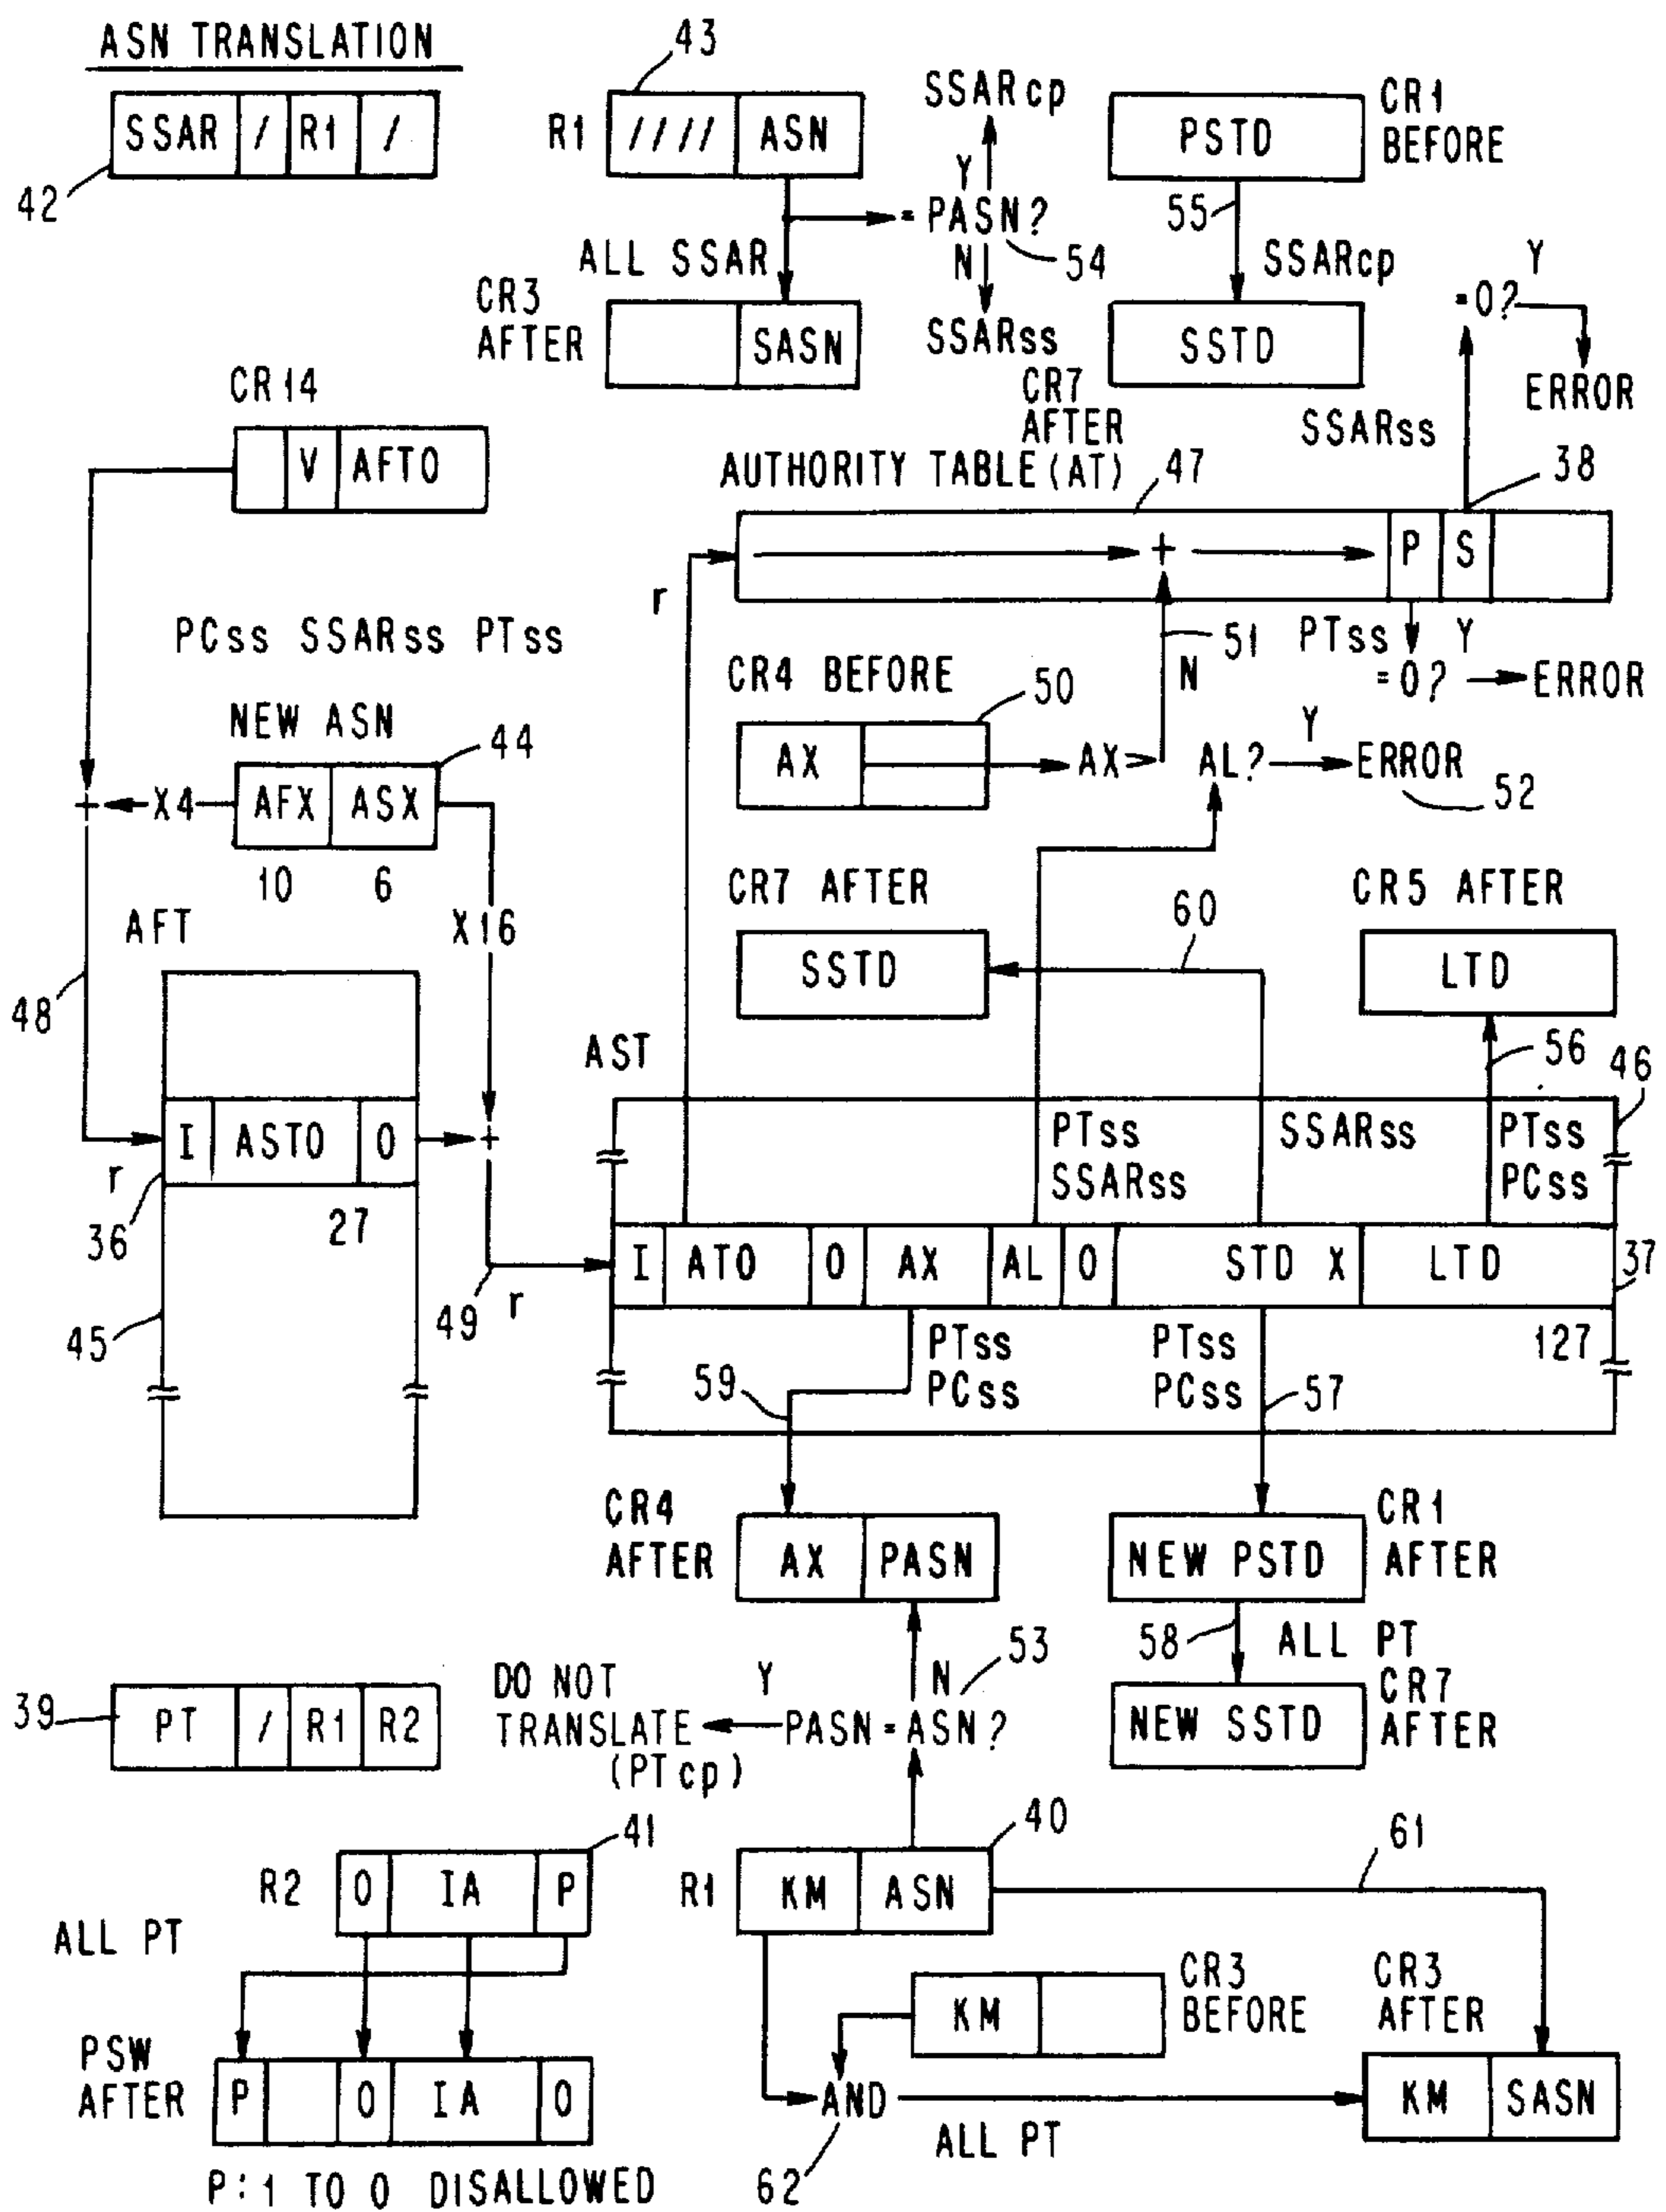 ASN TRANSLATION
SSAR / R1 /
42
43
R1 //// ASN
ALL SSAR
CR3
AFTER
SASN
SSARcp
Y
= PASN?
N
54
SSARss
CR1
BEFORE
PSTD
55
SSARcp
SSTD
CR7
AFTER
Y
=0?
ERROR
SSARss
38
CR14
V AFTO
AUTHORITY TABLE (AT)
47
+ P S
r
PCss SSARss PTss
51
N
PTss
Y
=0?
ERROR
CR4 BEFORE
50
AX
AX >
AL?
Y
ERROR
52
NEW ASN
44
+ X4 AFX ASX
10 6
X16
AFT
48
CR7 AFTER
SSTD
60
CR5 AFTER
LTD
56
46
AST
I ASTO 0
+
r
36
27
45
49
r
PTss
SSARss
SSARss
PTss
PCss
I ATO 0 AX AL 0 STD X LTD
37
127
PTss
PCss
59
PTss
PCss
57
CR4
AFTER
AX PASN
CR1
AFTER
NEW PSTD
58
ALL PT
CR7
AFTER
NEW SSTD
39
PT / R1 R2
DO NOT
TRANSLATE
(PTcp)
Y
PASN = ASN?
N
53
41
R2 0 IA P
ALL PT
PSW
AFTER
P 0 IA 0
P:1 TO 0 DISALLOWED
40
R1 KM ASN
61
CR3
BEFORE
KM
CR3
AFTER
KM SASN
AND
ALL PT
62